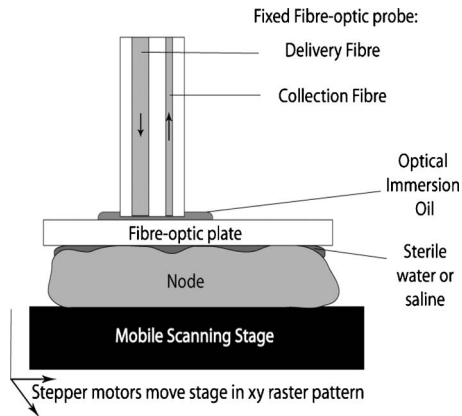 Fixed Fibre-optic probe:
Delivery Fibre
Collection Fibre
Optical
Immersion
Oil
Fibre-optic plate
Sterile
water or
saline
Node
Mobile Scanning Stage
Stepper motors move stage in xy raster pattern